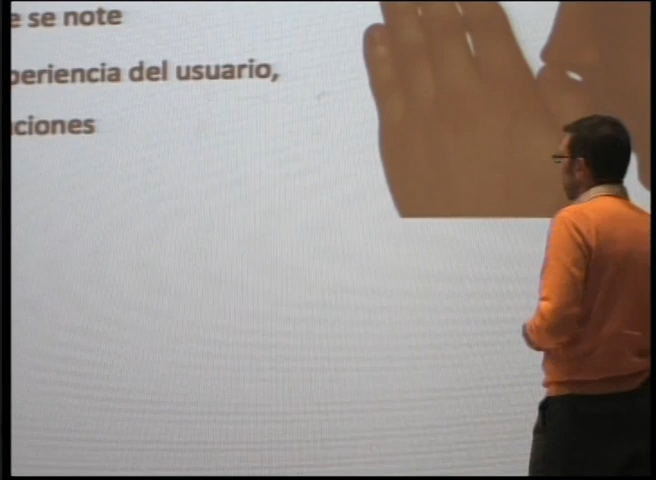 e se note
periencia del usuario,
ciones